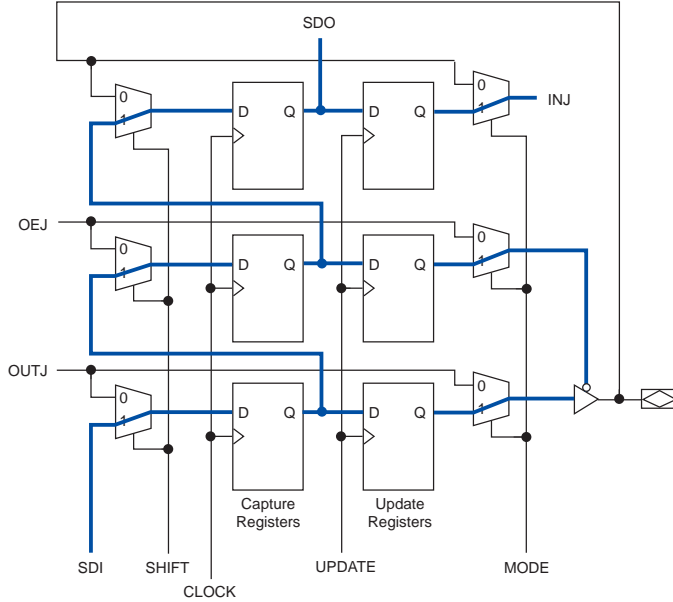 SDO
0
1
D
Q
D
Q
0
1
INJ
OEJ
0
1
D
Q
D
Q
0
1
OUTJ
0
1
D
Q
D
Q
0
1
Capture
Registers
Update
Registers
SDI
SHIFT
CLOCK
UPDATE
MODE